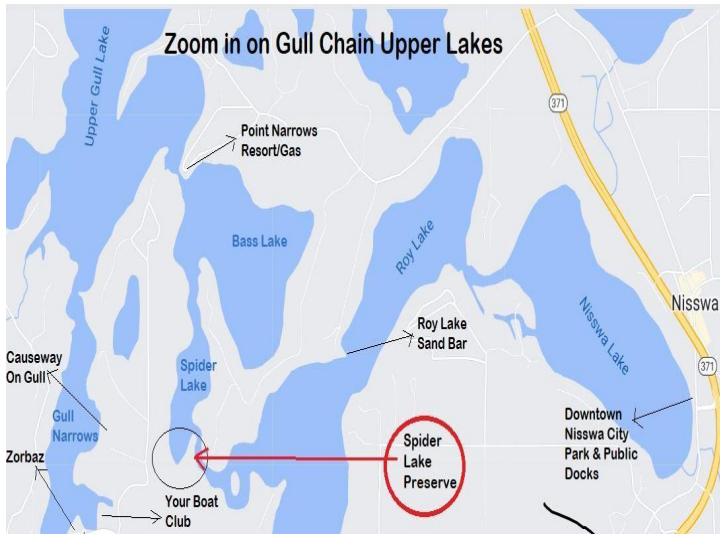 Zoom in on Gull Chain Upper Lakes
Upper Gull Lake
371
Point Narrows
Resort/Gas
Bass Lake
Roy Lake
Nisswa
Nisswa Lake
Roy Lake
Sand Bar
371
Causeway
On Gull
Spider
Lake
Gull
Narrows
Zorbaz
Your Boat
Club
Spider
Lake
Preserve
Downtown
Nisswa City
Park & Public
Docks